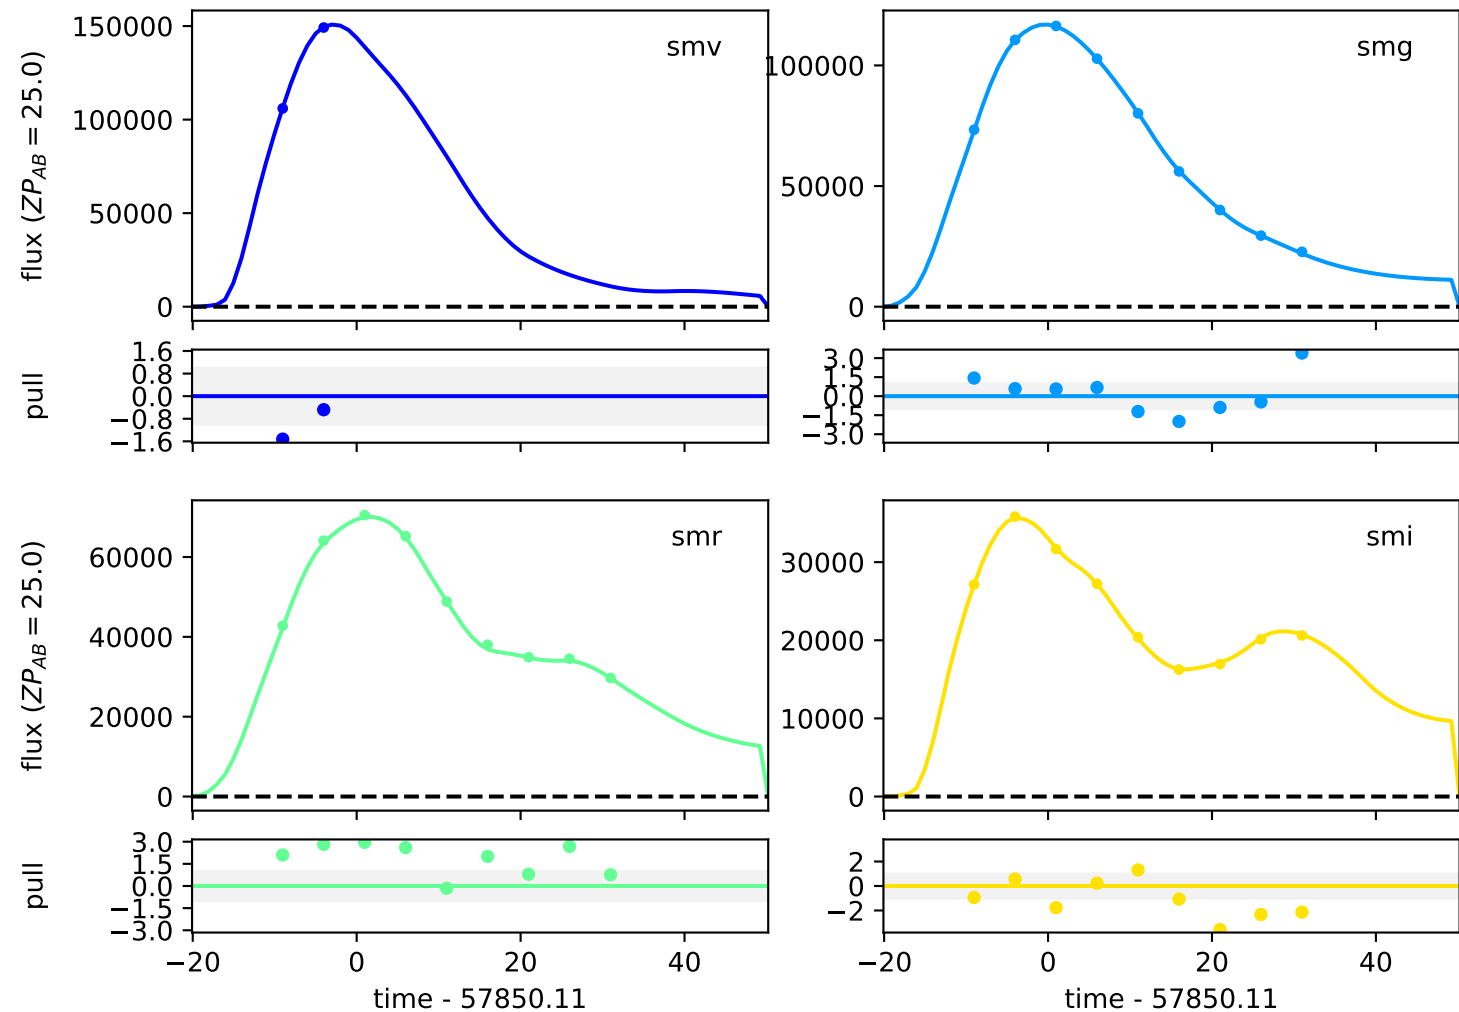 150000
100000
50000
0
flux (ZP_AB = 25.0)
smv
100000
50000
0
smg
1.6
0.8
0.0
−0.8
−1.6
pull
3.0
1.5
0.0
−1.5
−3.0
60000
40000
20000
0
flux (ZP_AB = 25.0)
smr
30000
20000
10000
0
smi
3.0
1.5
0.0
−1.5
−3.0
pull
2
0
−2
−20 0 20 40
time - 57850.11
−20 0 20 40
time - 57850.11